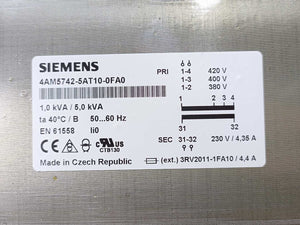 SIEMENS
4AM5742-5AT10-0FA0
1,0 kVA / 5,0 kVA
ta 40°C / B 50...60 Hz
EN 61558 Ii0
CTB130
Made in Czech Republic
PRI 1-4 420 V
1-3 400 V
1-2 380 V
1 2 3 4
31 32
SEC 31-32 230 V / 4,35 A
(ext.) 3RV2011-1FA10 / 4,4 A